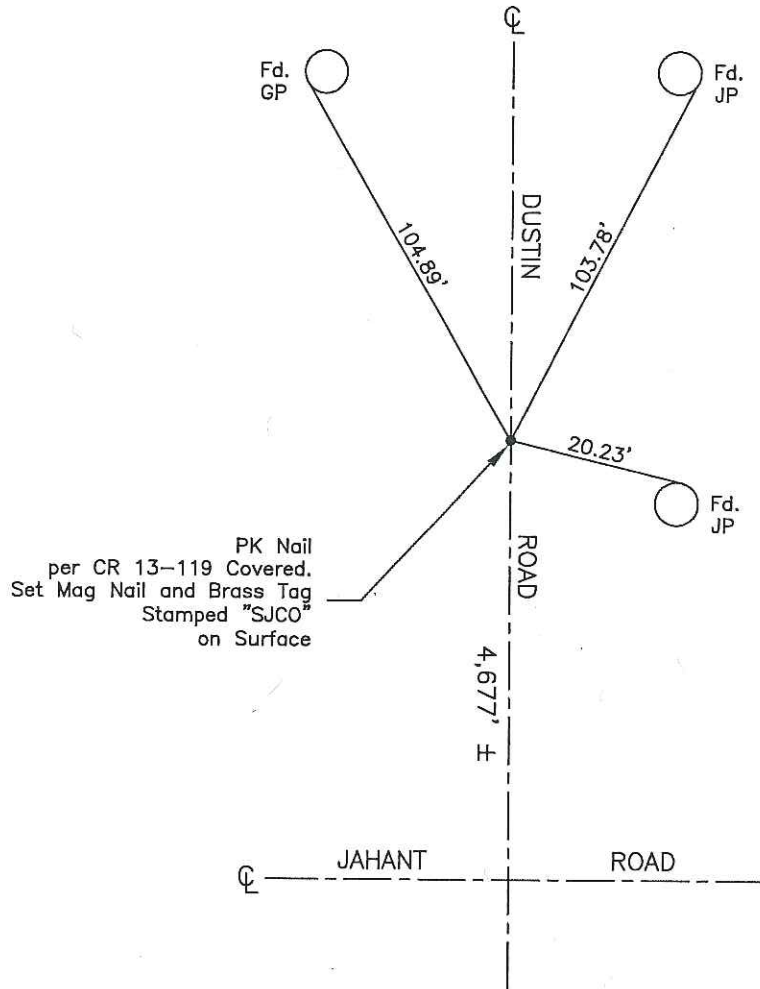 ℄
Fd.
GP
Fd.
JP
DUSTIN
104.89'
103.78'
20.23'
Fd.
JP
PK Nail
per CR 13-119 Covered.
Set Mag Nail and Brass Tag
Stamped "SJCO"
on Surface
ROAD
4,677' ±
℄ JAHANT ROAD